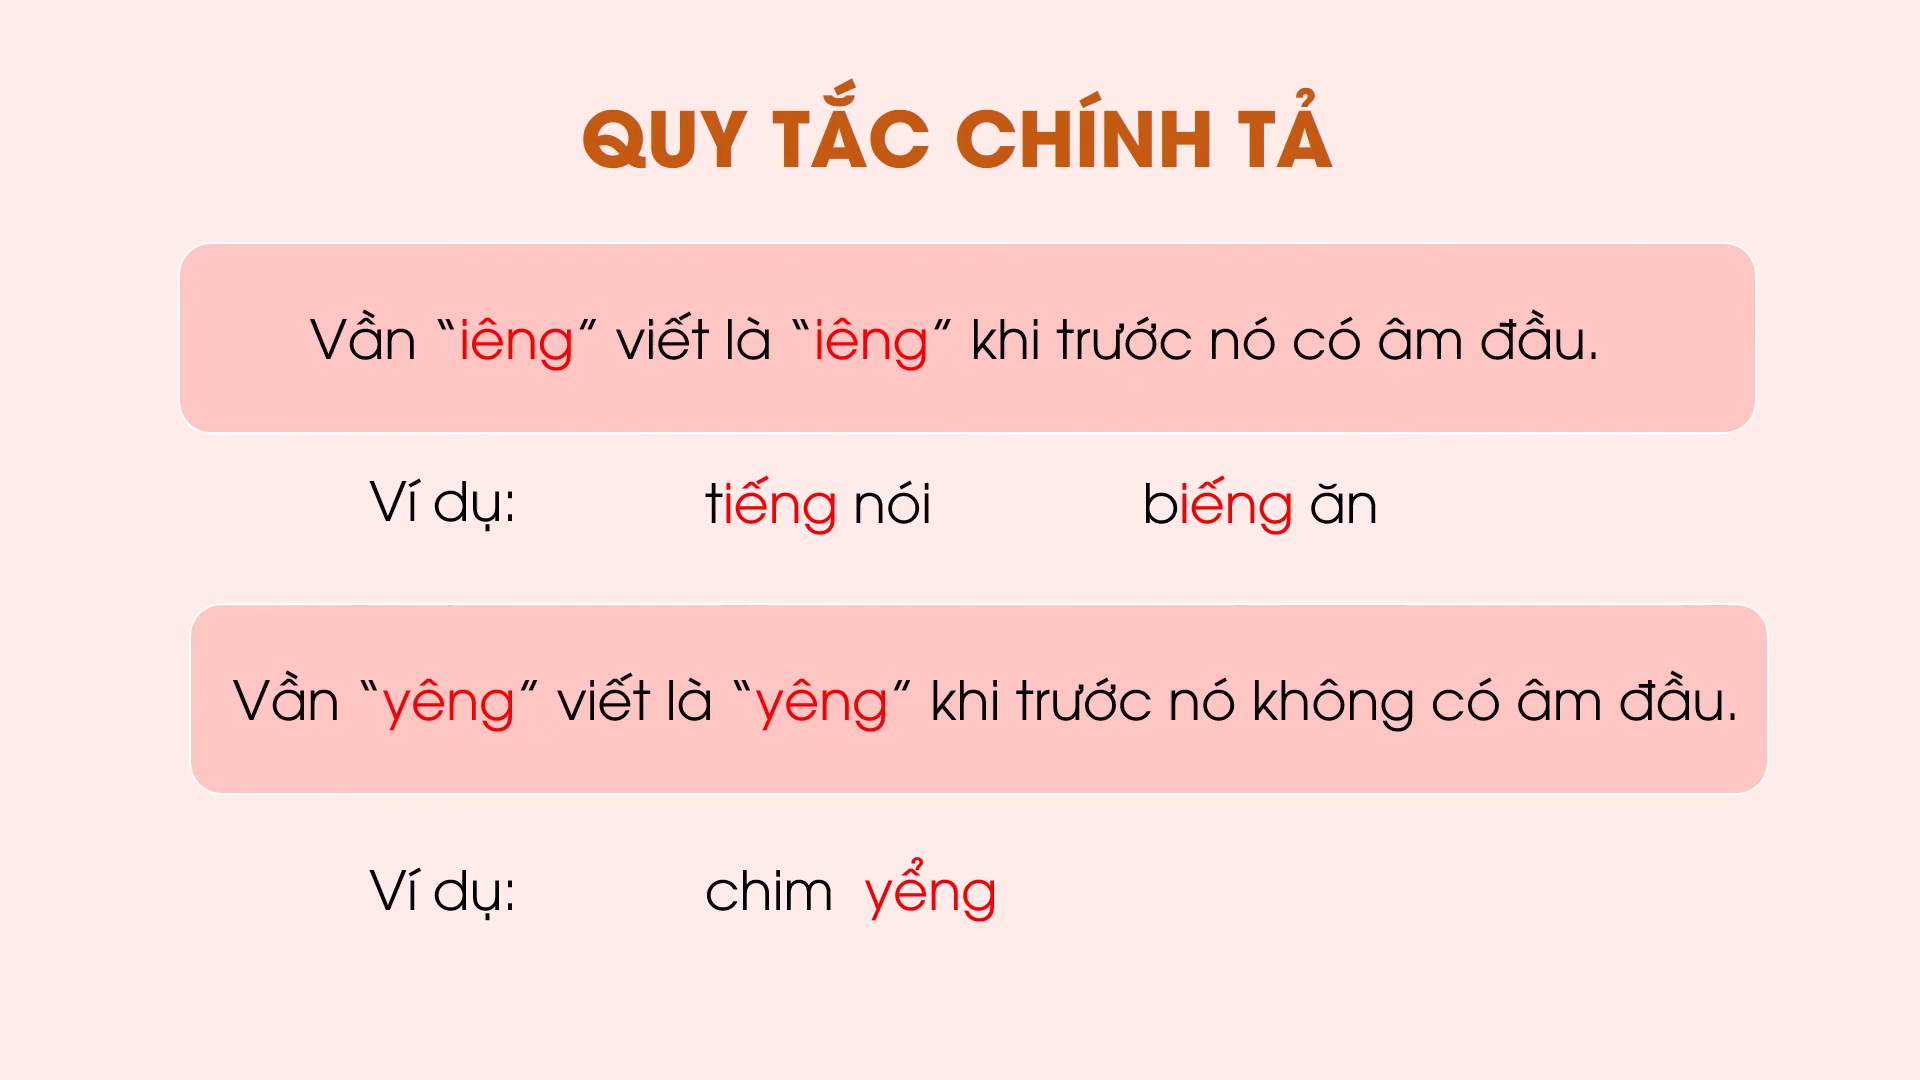 QUY TẮC CHÍNH TẢ
Vần “iêng” viết là “iêng” khi trước nó có âm đầu.
Ví dụ: tiếng nói biếng ăn
Vần “yêng” viết là “yêng” khi trước nó không có âm đầu.
Ví dụ: chim yểng